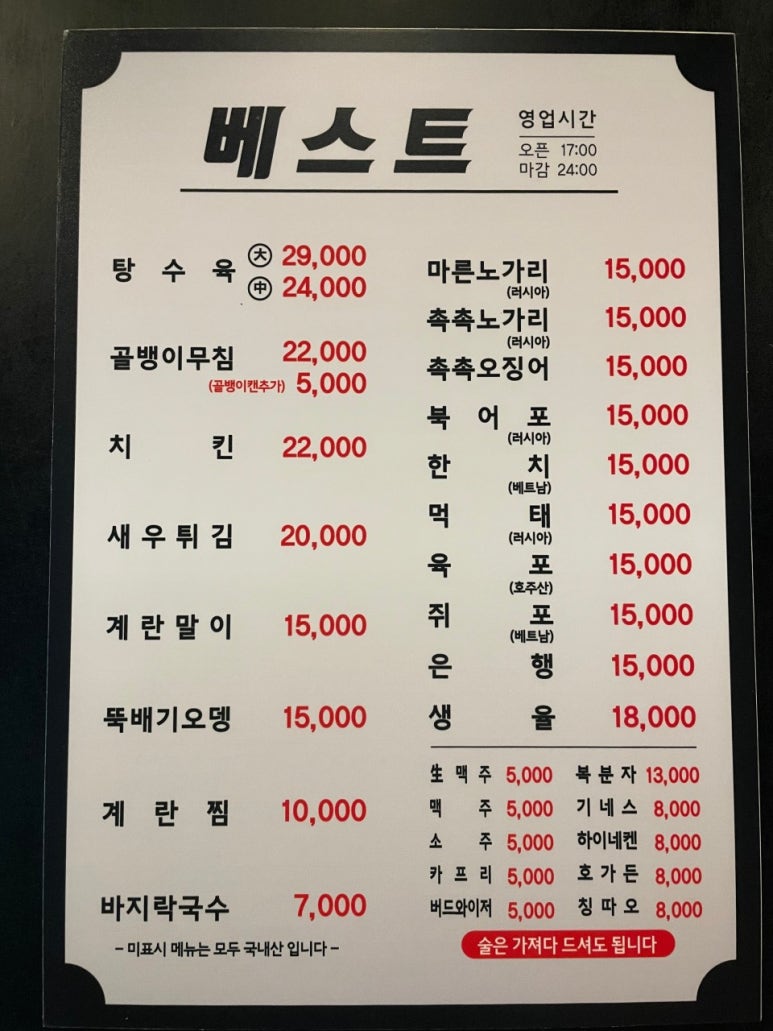 베스트
영업시간
오픈 17:00
마감 24:00
탕수육 大 29,000
中 24,000
골뱅이무침 22,000
(골뱅이캔추가) 5,000
치킨 22,000
새우튀김 20,000
계란말이 15,000
뚝배기오뎅 15,000
계란찜 10,000
바지락국수 7,000
– 미표시 메뉴는 모두 국내산 입니다 –
마른노가리 15,000
(러시아)
촉촉노가리 15,000
(러시아)
촉촉오징어 15,000
북어포 15,000
(러시아)
한치 15,000
(베트남)
먹태 15,000
(러시아)
육포 15,000
(호주산)
쥐포 15,000
(베트남)
은행 15,000
생율 18,000
生맥주 5,000 복분자 13,000
맥주 5,000 기네스 8,000
소주 5,000 하이네켄 8,000
카프리 5,000 호가든 8,000
버드와이저 5,000 칭따오 8,000
술은 가져다 드셔도 됩니다